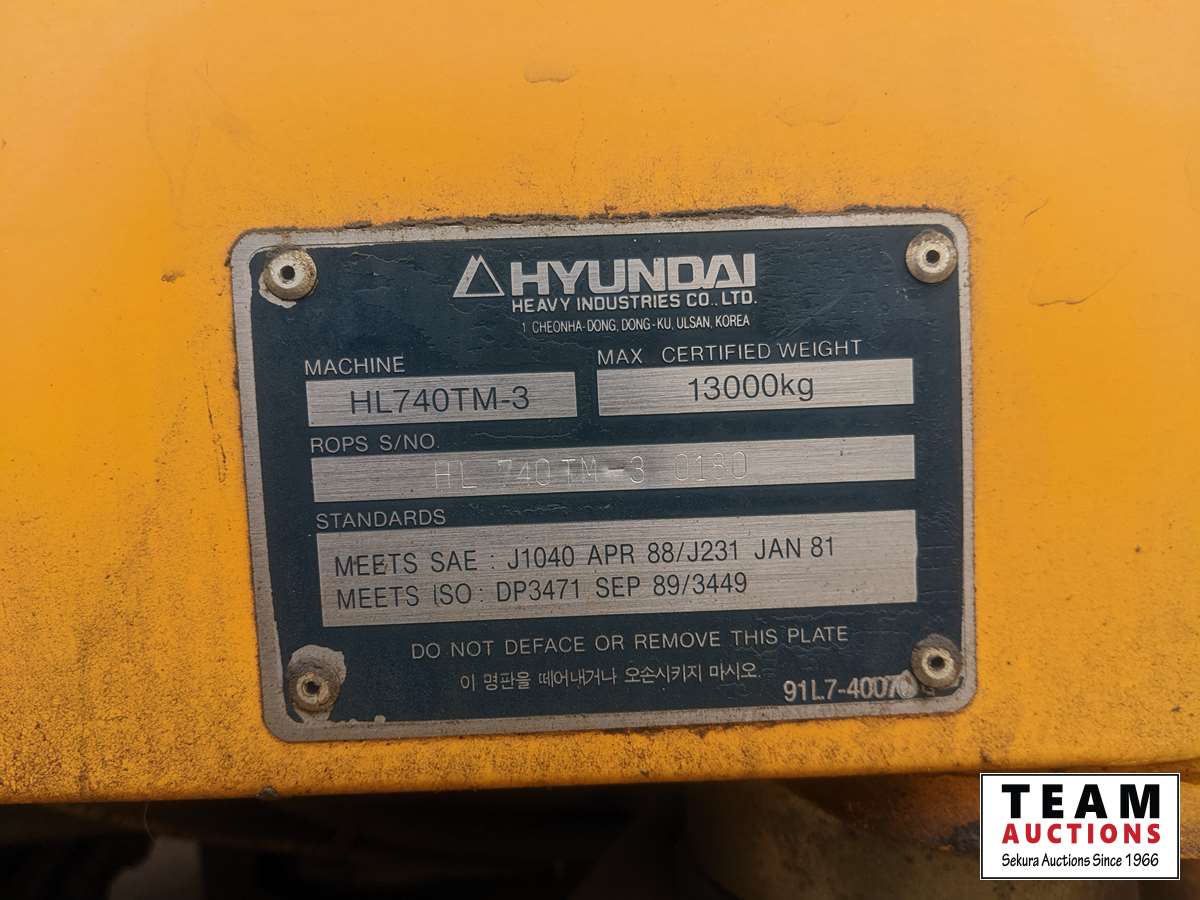 HYUNDAI
HEAVY INDUSTRIES CO., LTD.
1 CHEONHA-DONG, DONG-KU, ULSAN, KOREA
MACHINE
HL740TM-3
MAX CERTIFIED WEIGHT
13000kg
ROPS S/NO.
HL 740TM-3 0180
STANDARDS
MEETS SAE : J1040 APR 88/J231 JAN 81
MEETS ISO : DP3471 SEP 89/3449
DO NOT DEFACE OR REMOVE THIS PLATE
이 명판을 떼어내거나 오손시키지 마시오.
TEAM
AUCTIONS
Sekura Auctions Since 1966